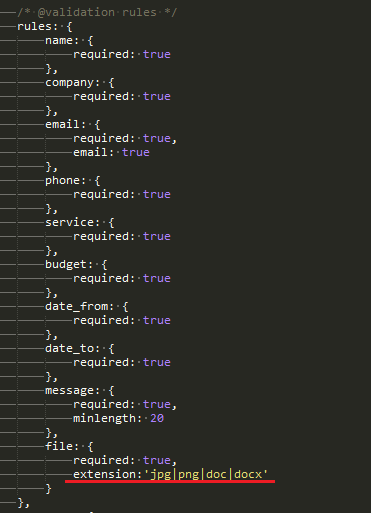 /* @validation rules */
rules: {
name: {
required: true
},
company: {
required: true
},
email: {
required: true,
email: true
},
phone: {
required: true
},
service: {
required: true
},
budget: {
required: true
},
date_from: {
required: true
},
date_to: {
required: true
},
message: {
required: true,
minlength: 20
},
file: {
required: true,
extension:'jpg|png|doc|docx'
}
},